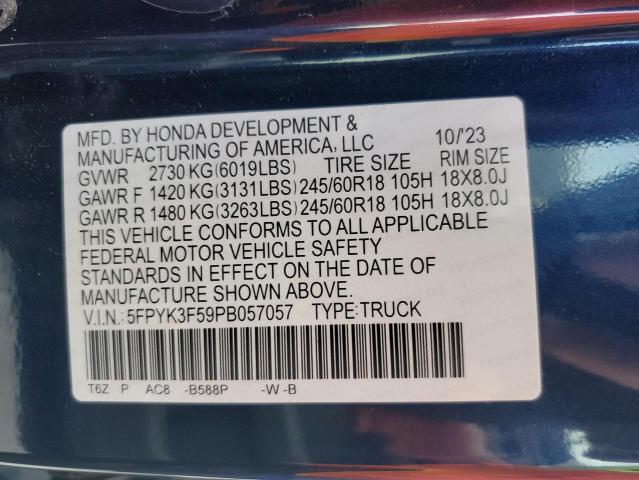 MFD. BY HONDA DEVELOPMENT &
MANUFACTURING OF AMERICA, LLC 10/'23
GVWR 2730 KG(6019LBS) TIRE SIZE RIM SIZE
GAWR F 1420 KG(3131LBS) 245/60R18 105H 18X8.0J
GAWR R 1480 KG(3263LBS) 245/60R18 105H 18X8.0J
THIS VEHICLE CONFORMS TO ALL APPLICABLE
FEDERAL MOTOR VEHICLE SAFETY
STANDARDS IN EFFECT ON THE DATE OF
MANUFACTURE SHOWN ABOVE.
V.I.N.:5FPYK3F59PB057057 TYPE:TRUCK
T6Z P AC8 -B588P -W -B